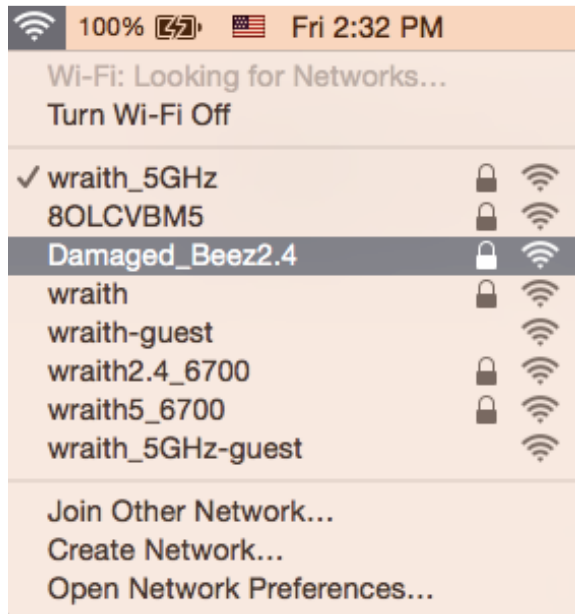 100% Fri 2:32 PM
Wi-Fi: Looking for Networks...
Turn Wi-Fi Off
wraith_5GHz
8OLCVBM5
Damaged_Beez2.4
wraith
wraith-guest
wraith2.4_6700
wraith5_6700
wraith_5GHz-guest
Join Other Network...
Create Network...
Open Network Preferences...